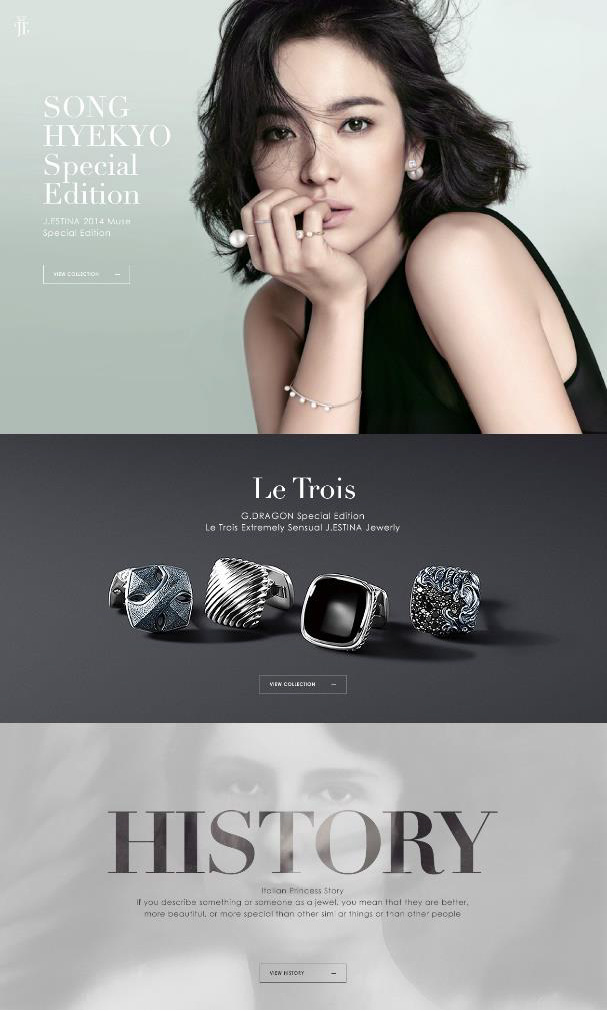 SONG
HYEKYO
Special
Edition
J.ESTINA 2014 Muse
Special Edition
VIEW COLLECTION
Le Trois
G.DRAGON Special Edition
Le Trois Extremely Sensual J.ESTINA Jewerly
VIEW COLLECTION
HISTORY
Italian Princess Story
If you describe something or someone as a jewel, you mean that they are better,
more beautiful, or more special than other similar things or than other people
VIEW HISTORY